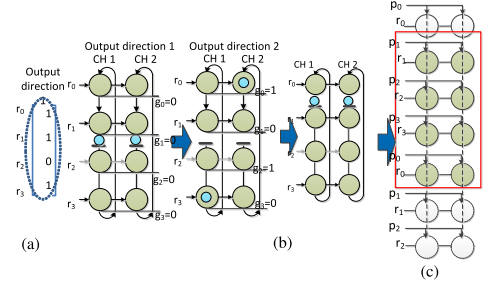 Output
direction
r0
1
1
r1
0
r2
1
r3
(a)
Output direction 1
CH 1 CH 2
r0
g0=0
r1
g1=0
r2
g2=0
r3
g3=0
Output direction 2
CH 1 CH 2
r0
g0=1
r1
g1=0
r2
g2=1
r3
g3=0
(b)
CH 1 CH 2
r0
r3
p0
r0
p1
r1
p2
r2
p3
r3
p0
r0
p1
r1
p2
r2
(c)